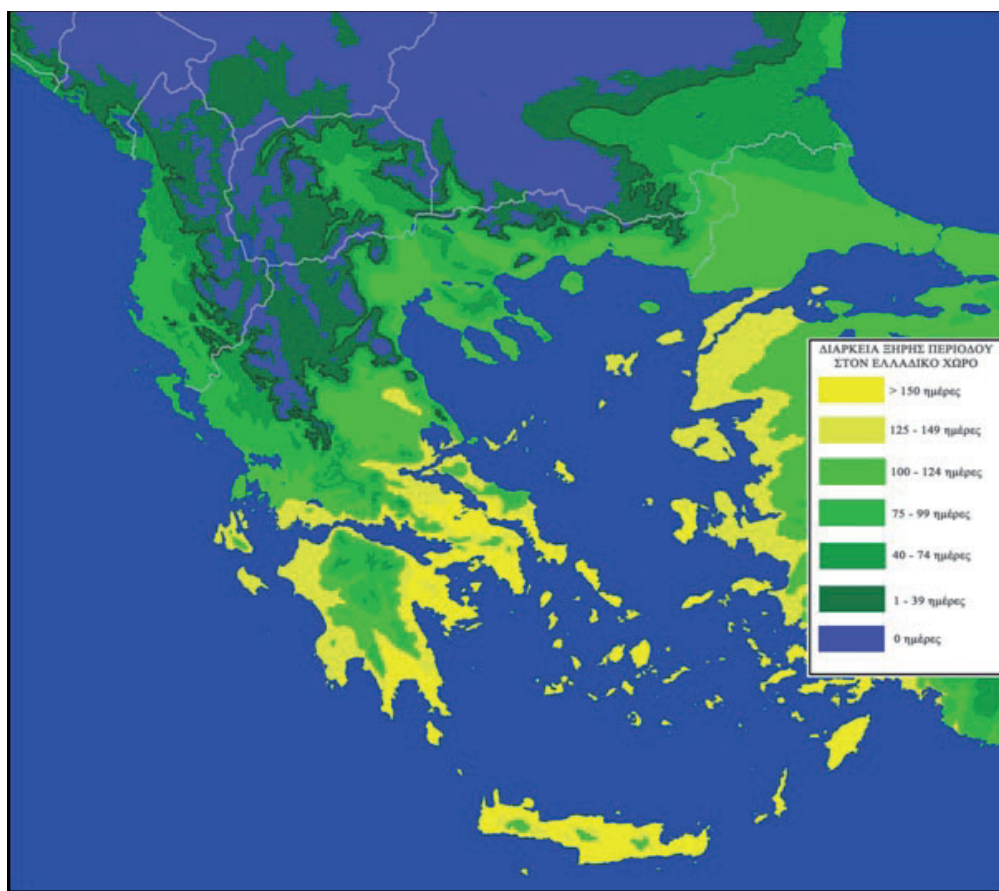 ΔΙΑΡΚΕΙΑ ΞΗΡΗΣ ΠΕΡΙΟΔΟΥ
ΣΤΟΝ ΕΛΛΑΔΙΚΟ ΧΩΡΟ
> 150 ημέρες
125 - 149 ημέρες
100 - 124 ημέρες
75 - 99 ημέρες
40 - 74 ημέρες
1 - 39 ημέρες
0 ημέρες